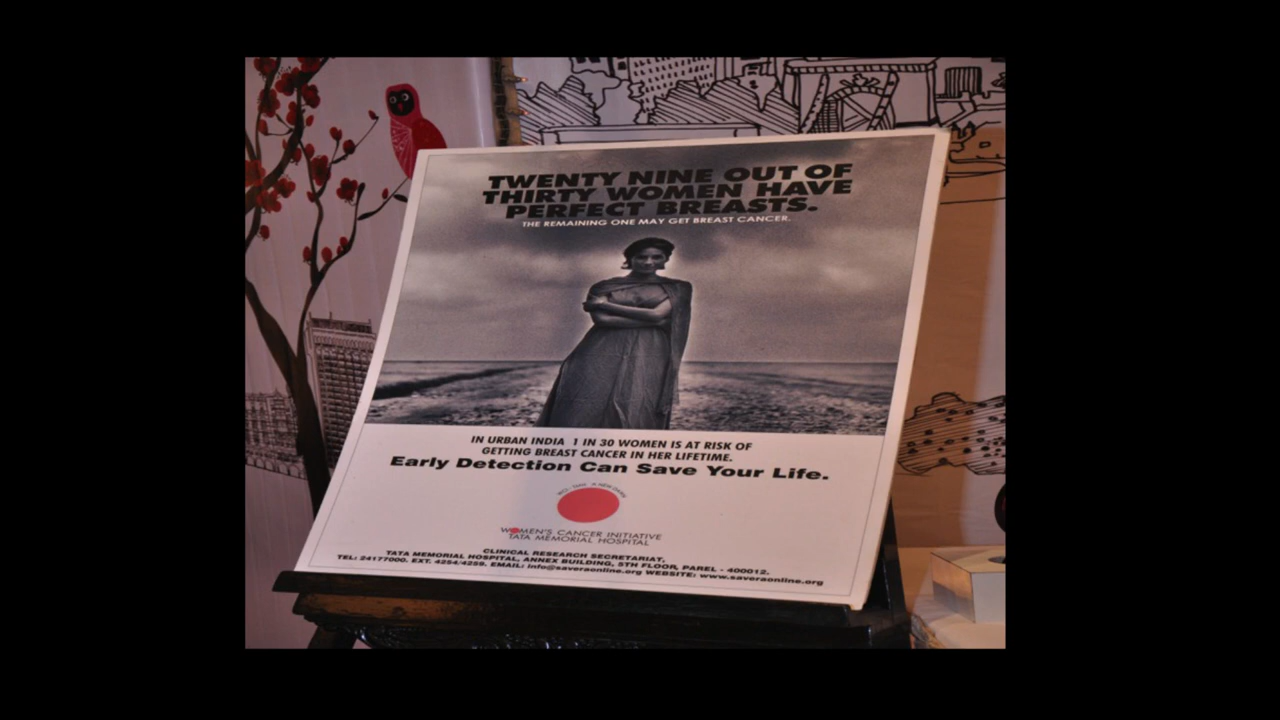 TWENTY NINE OUT OF
THIRTY WOMEN HAVE
PERFECT BREASTS.
THE REMAINING ONE MAY GET BREAST CANCER.
IN URBAN INDIA 1 IN 30 WOMEN IS AT RISK OF
GETTING BREAST CANCER IN HER LIFETIME.
Early Detection Can Save Your Life.
WOMEN'S CANCER INITIATIVE
TATA MEMORIAL HOSPITAL
CLINICAL RESEARCH SECRETARIAT,
TATA MEMORIAL HOSPITAL, ANNEX BUILDING, 5TH FLOOR, PAREL - 400012.
TEL: 24177000. EXT. 4254/4259. EMAIL: info@saveraonline.org WEBSITE: www.saveraonline.org